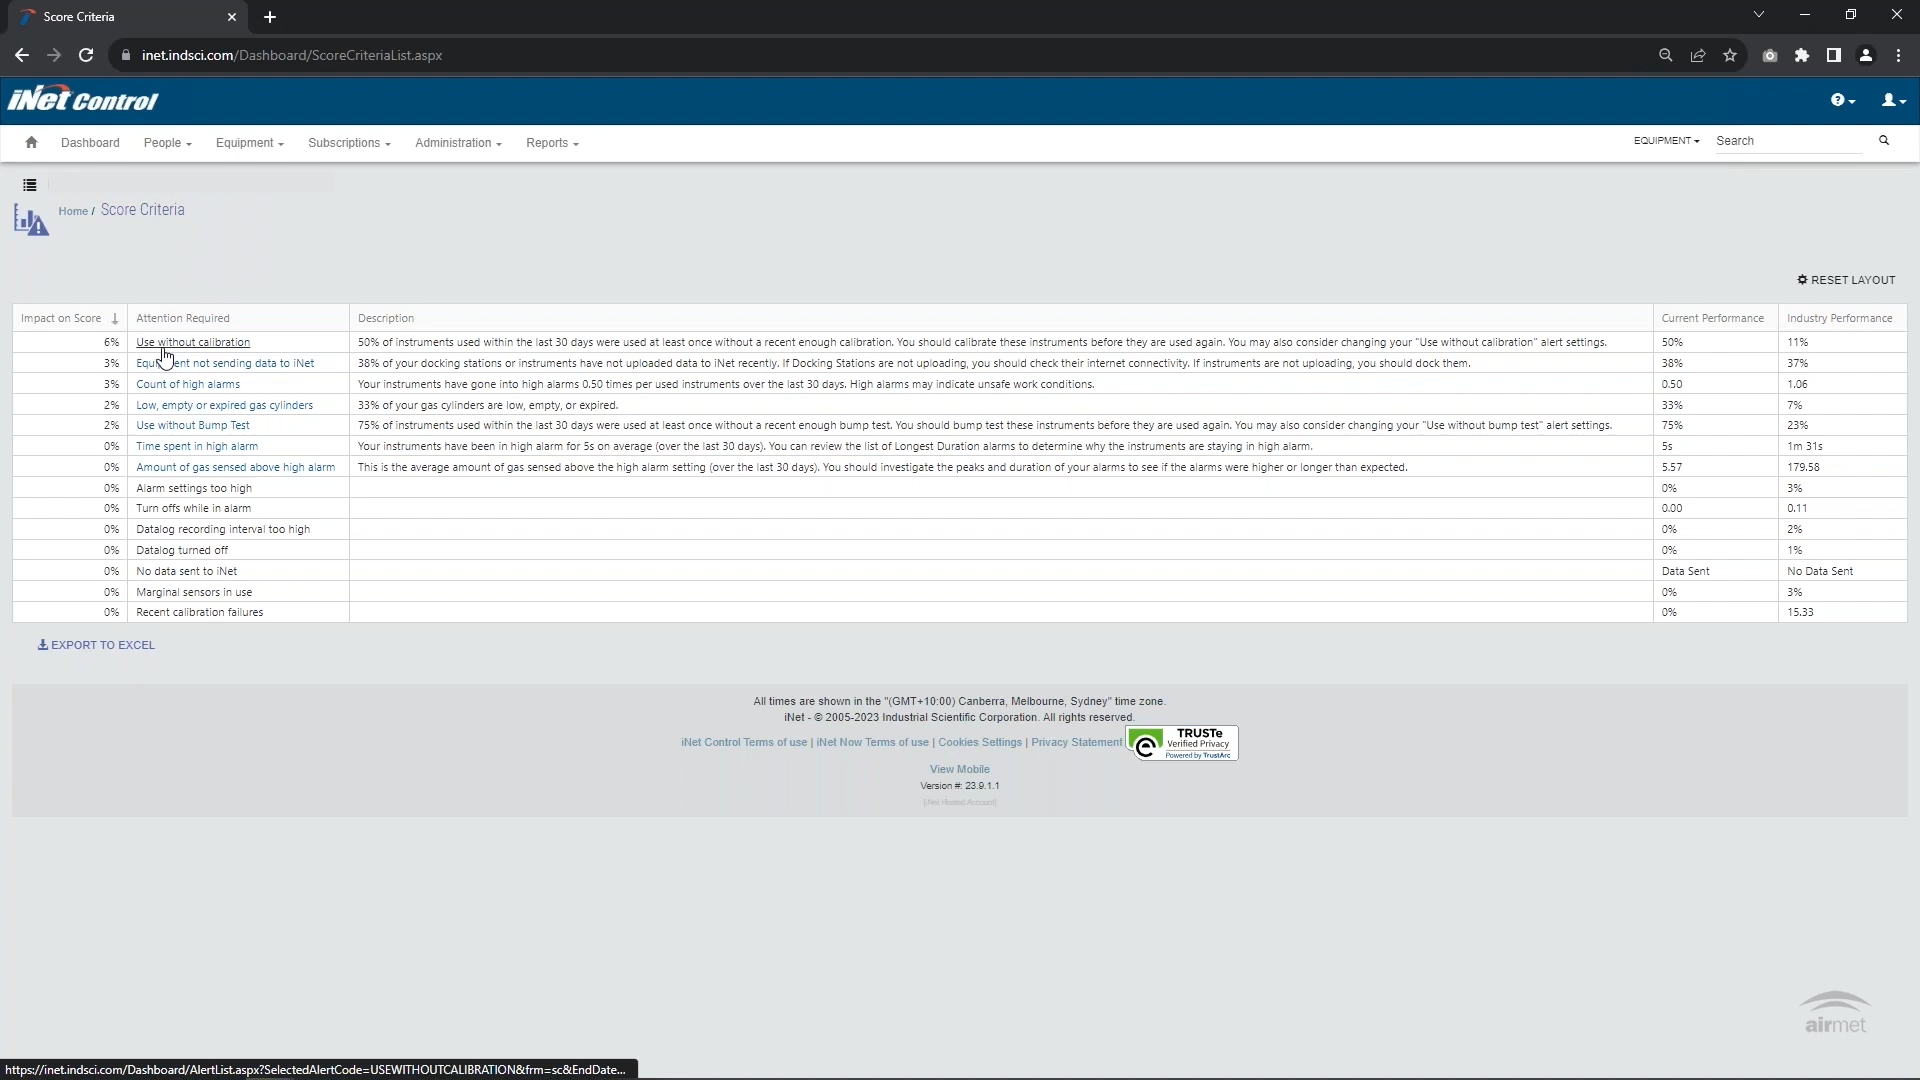 Score Criteria
inet.indsci.com/Dashboard/ScoreCriteriaList.aspx
iNet Control
Dashboard People Equipment Subscriptions Administration Reports EQUIPMENT Search
Home / Score Criteria
RESET LAYOUT
Impact on Score Attention Required Description Current Performance Industry Performance
6% Use without calibration 50% of instruments used within the last 30 days were used at least once without a recent enough calibration. You should calibrate these instruments before they are used again. You may also consider changing your "Use without calibration" alert settings. 50% 11%
3% Equipment not sending data to iNet 38% of your docking stations or instruments have not uploaded data to iNet recently. If Docking Stations are not uploading, you should check their internet connectivity. If instruments are not uploading, you should dock them. 38% 37%
3% Count of high alarms Your instruments have gone into high alarms 0.50 times per used instruments over the last 30 days. High alarms may indicate unsafe work conditions. 0.50 1.06
2% Low, empty or expired gas cylinders 33% of your gas cylinders are low, empty, or expired. 33% 7%
2% Use without Bump Test 75% of instruments used within the last 30 days were used at least once without a recent enough bump test. You should bump test these instruments before they are used again. You may also consider changing your "Use without bump test" alert settings. 75% 23%
0% Time spent in high alarm Your instruments have been in high alarm for 5s on average (over the last 30 days). You can review the list of Longest Duration alarms to determine why the instruments are staying in high alarm. 5s 1m 31s
0% Amount of gas sensed above high alarm This is the average amount of gas sensed above the high alarm setting (over the last 30 days). You should investigate the peaks and duration of your alarms to see if the alarms were higher or longer than expected. 5.57 179.58
0% Alarm settings too high 0% 3%
0% Turn offs while in alarm 0.00 0.11
0% Datalog recording interval too high 0% 2%
0% Datalog turned off 0% 1%
0% No data sent to iNet Data Sent No Data Sent
0% Marginal sensors in use 0% 3%
0% Recent calibration failures 0% 15.33
EXPORT TO EXCEL
All times are shown in the "(GMT+10:00) Canberra, Melbourne, Sydney" time zone.
iNet - © 2005-2023 Industrial Scientific Corporation. All rights reserved.
iNet Control Terms of use | iNet Now Terms of use | Cookies Settings | Privacy Statement
TRUSTe
Verified Privacy
Powered by TrustArc
View Mobile
Version #: 23.9.1.1
[iNet Hosted Account]
airmet
https://inet.indsci.com/Dashboard/AlertList.aspx?SelectedAlertCode=USEWITHOUTCALIBRATION&frm=sc&EndDate...